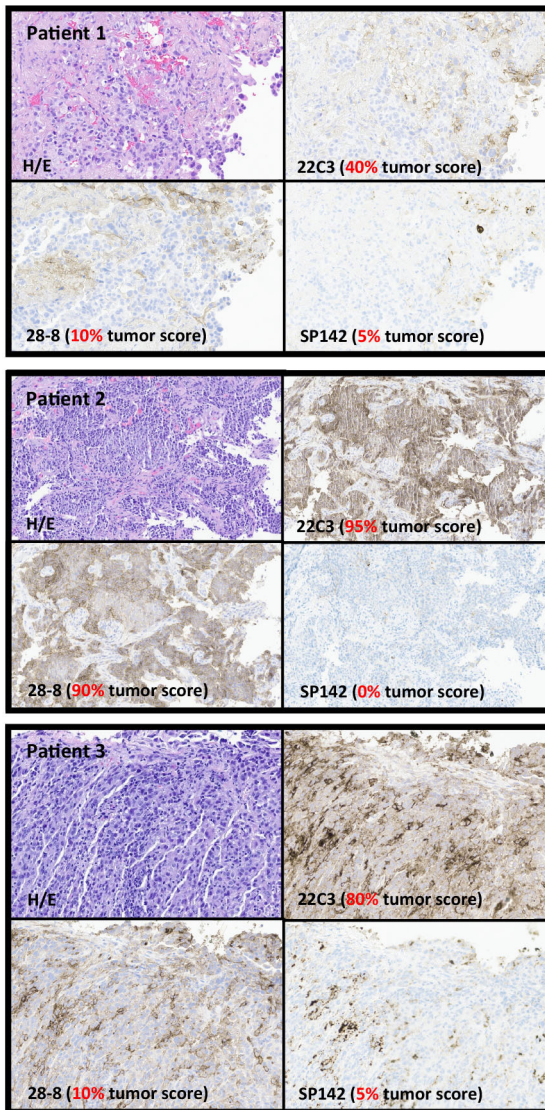 Patient 1
H/E
22C3 (40% tumor score)
28-8 (10% tumor score)
SP142 (5% tumor score)
Patient 2
H/E
22C3 (95% tumor score)
28-8 (90% tumor score)
SP142 (0% tumor score)
Patient 3
H/E
22C3 (80% tumor score)
28-8 (10% tumor score)
SP142 (5% tumor score)